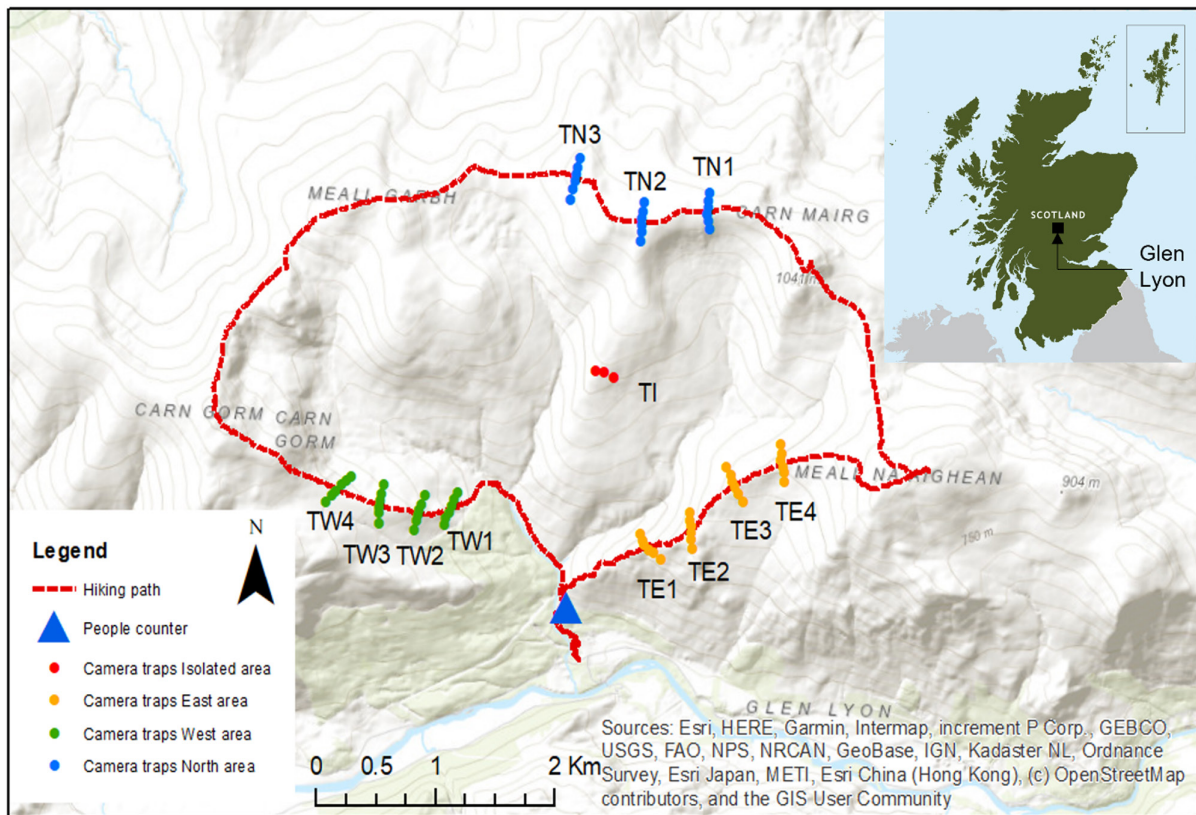 TN3
TN2
TN1
MEALL GARBH
CARN MAIRG
1041 m
SCOTLAND
Glen
Lyon
TI
CARN GORM
CARN
GORM
MEALL NA AIGHEAN
904 m
750 m
TW4
TW3
TW2
TW1
TE4
TE3
TE2
TE1
N
Legend
Hiking path
People counter
Camera traps Isolated area
Camera traps East area
Camera traps West area
Camera traps North area
0 0.5 1 2 Km
GLEN LYON
Sources: Esri, HERE, Garmin, Intermap, increment P Corp., GEBCO,
USGS, FAO, NPS, NRCAN, GeoBase, IGN, Kadaster NL, Ordnance
Survey, Esri Japan, METI, Esri China (Hong Kong), (c) OpenStreetMap
contributors, and the GIS User Community